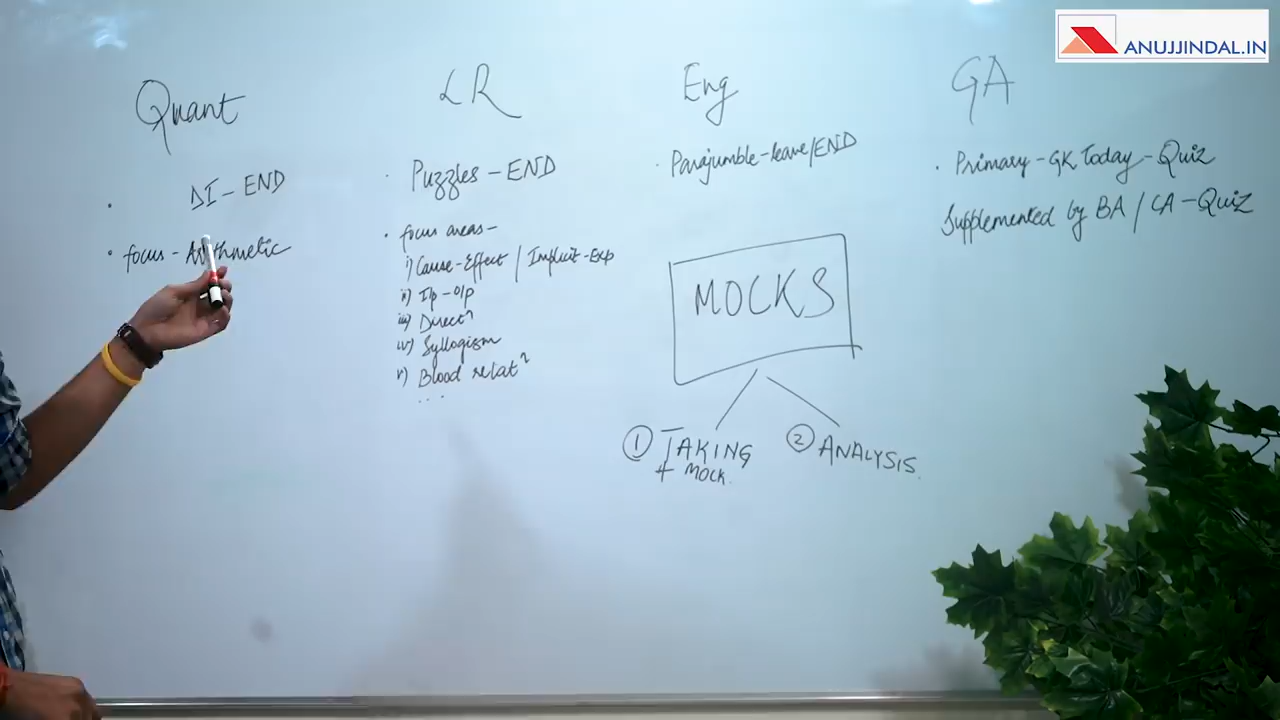 ANUJJINDAL.IN
Quant
DI - END
focus - Arithmetic
LR
Puzzles - END
focus areas -
i) Cause-Effect / Implicit-Exp
ii) I/p - O/P
iii) Directⁿ
iv) Syllogism
v) Blood relatⁿ
...
Eng
Parajumble - leave/END
MOCKS
① TAKING
MOCK.
② ANALYSIS.
GA
Primary - GK Today - Quiz
Supplemented by BA / CA - Quiz